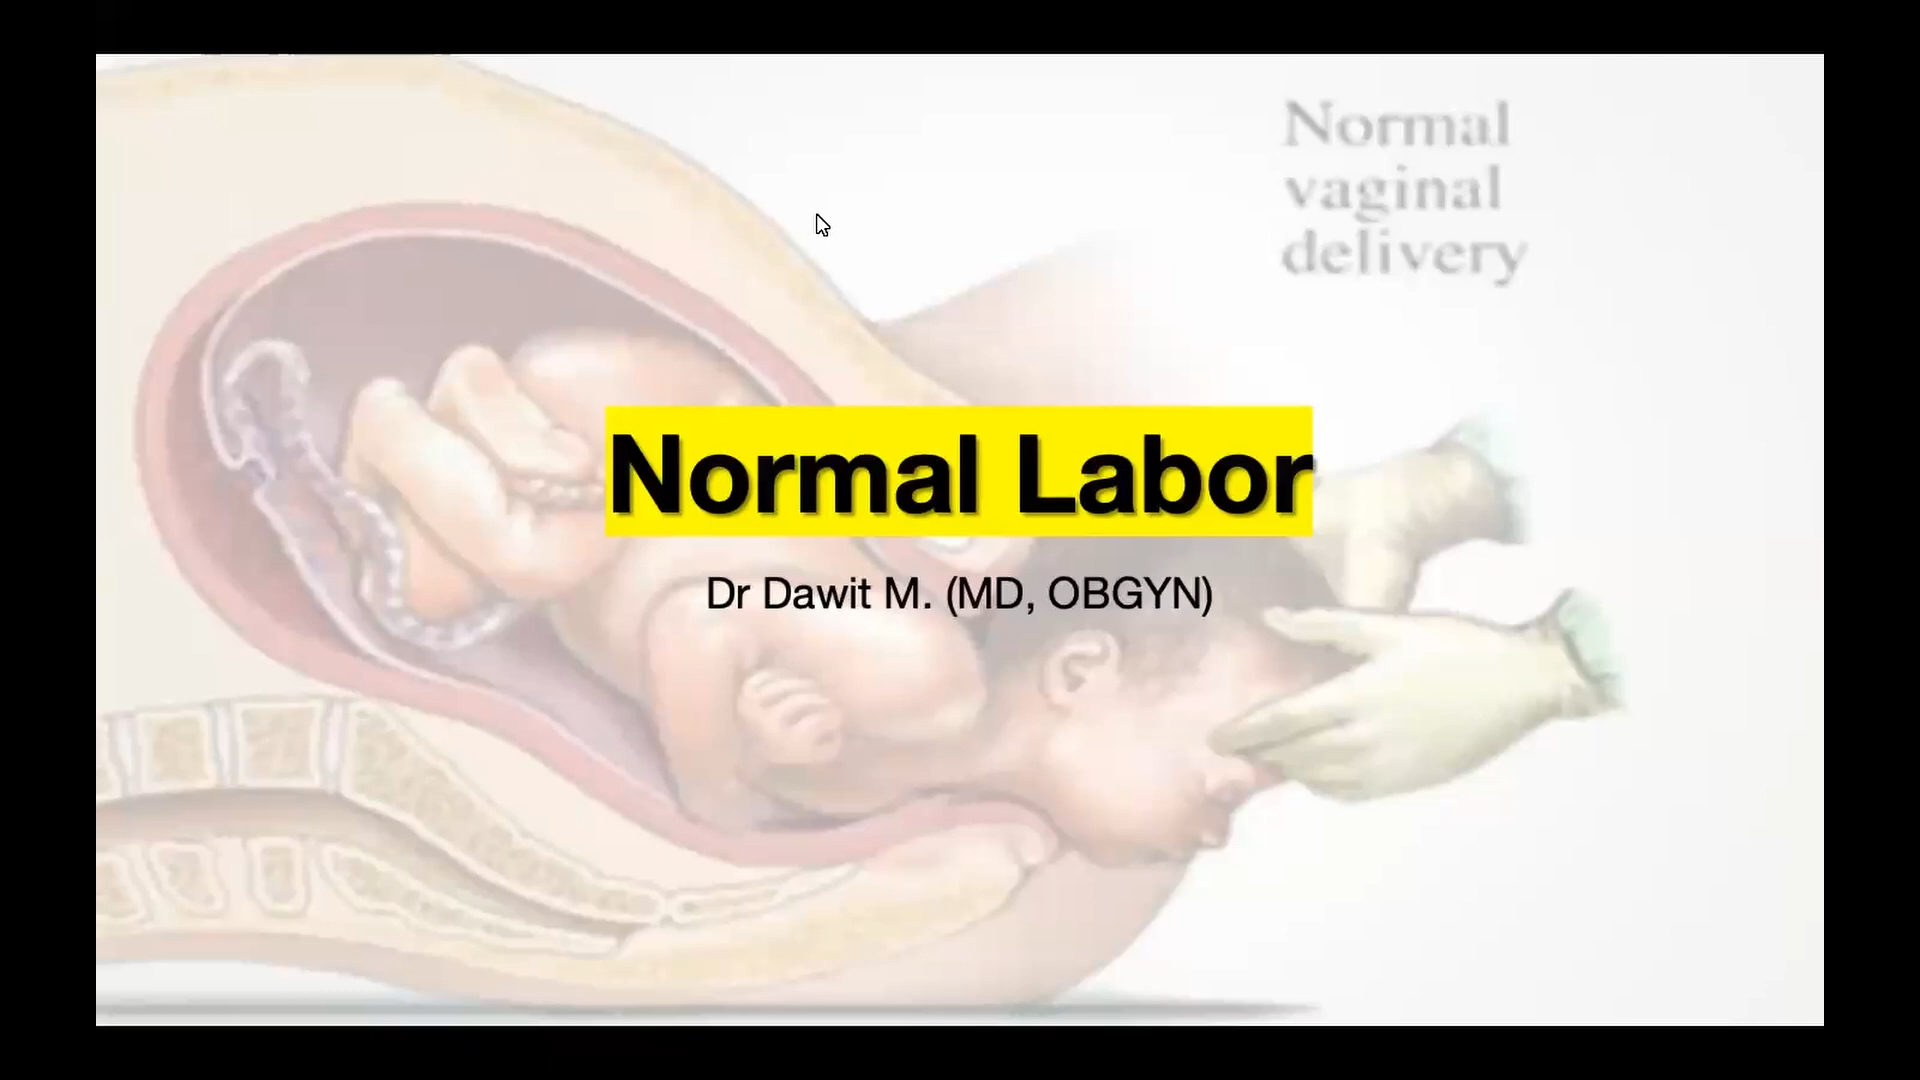 Normal
vaginal
delivery
Normal Labor
Dr Dawit M. (MD, OBGYN)